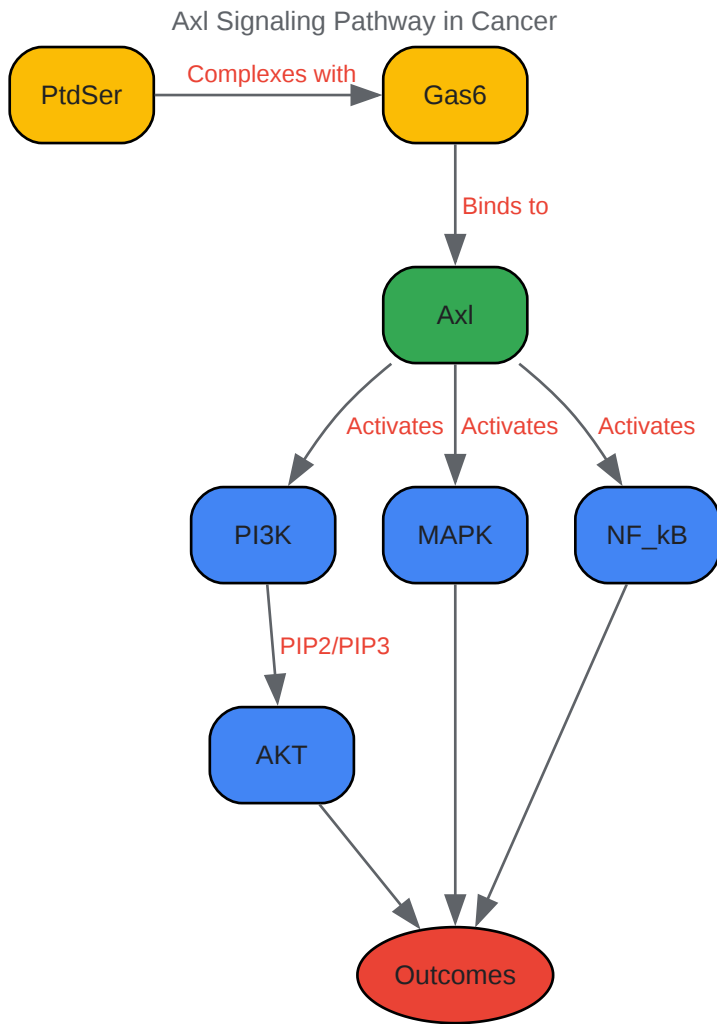 Axl Signaling Pathway in Cancer
PtdSer
Complexes with
Gas6
Binds to
Axl
Activates
Activates
Activates
PI3K
MAPK
NF_kB
PIP2/PIP3
AKT
Outcomes